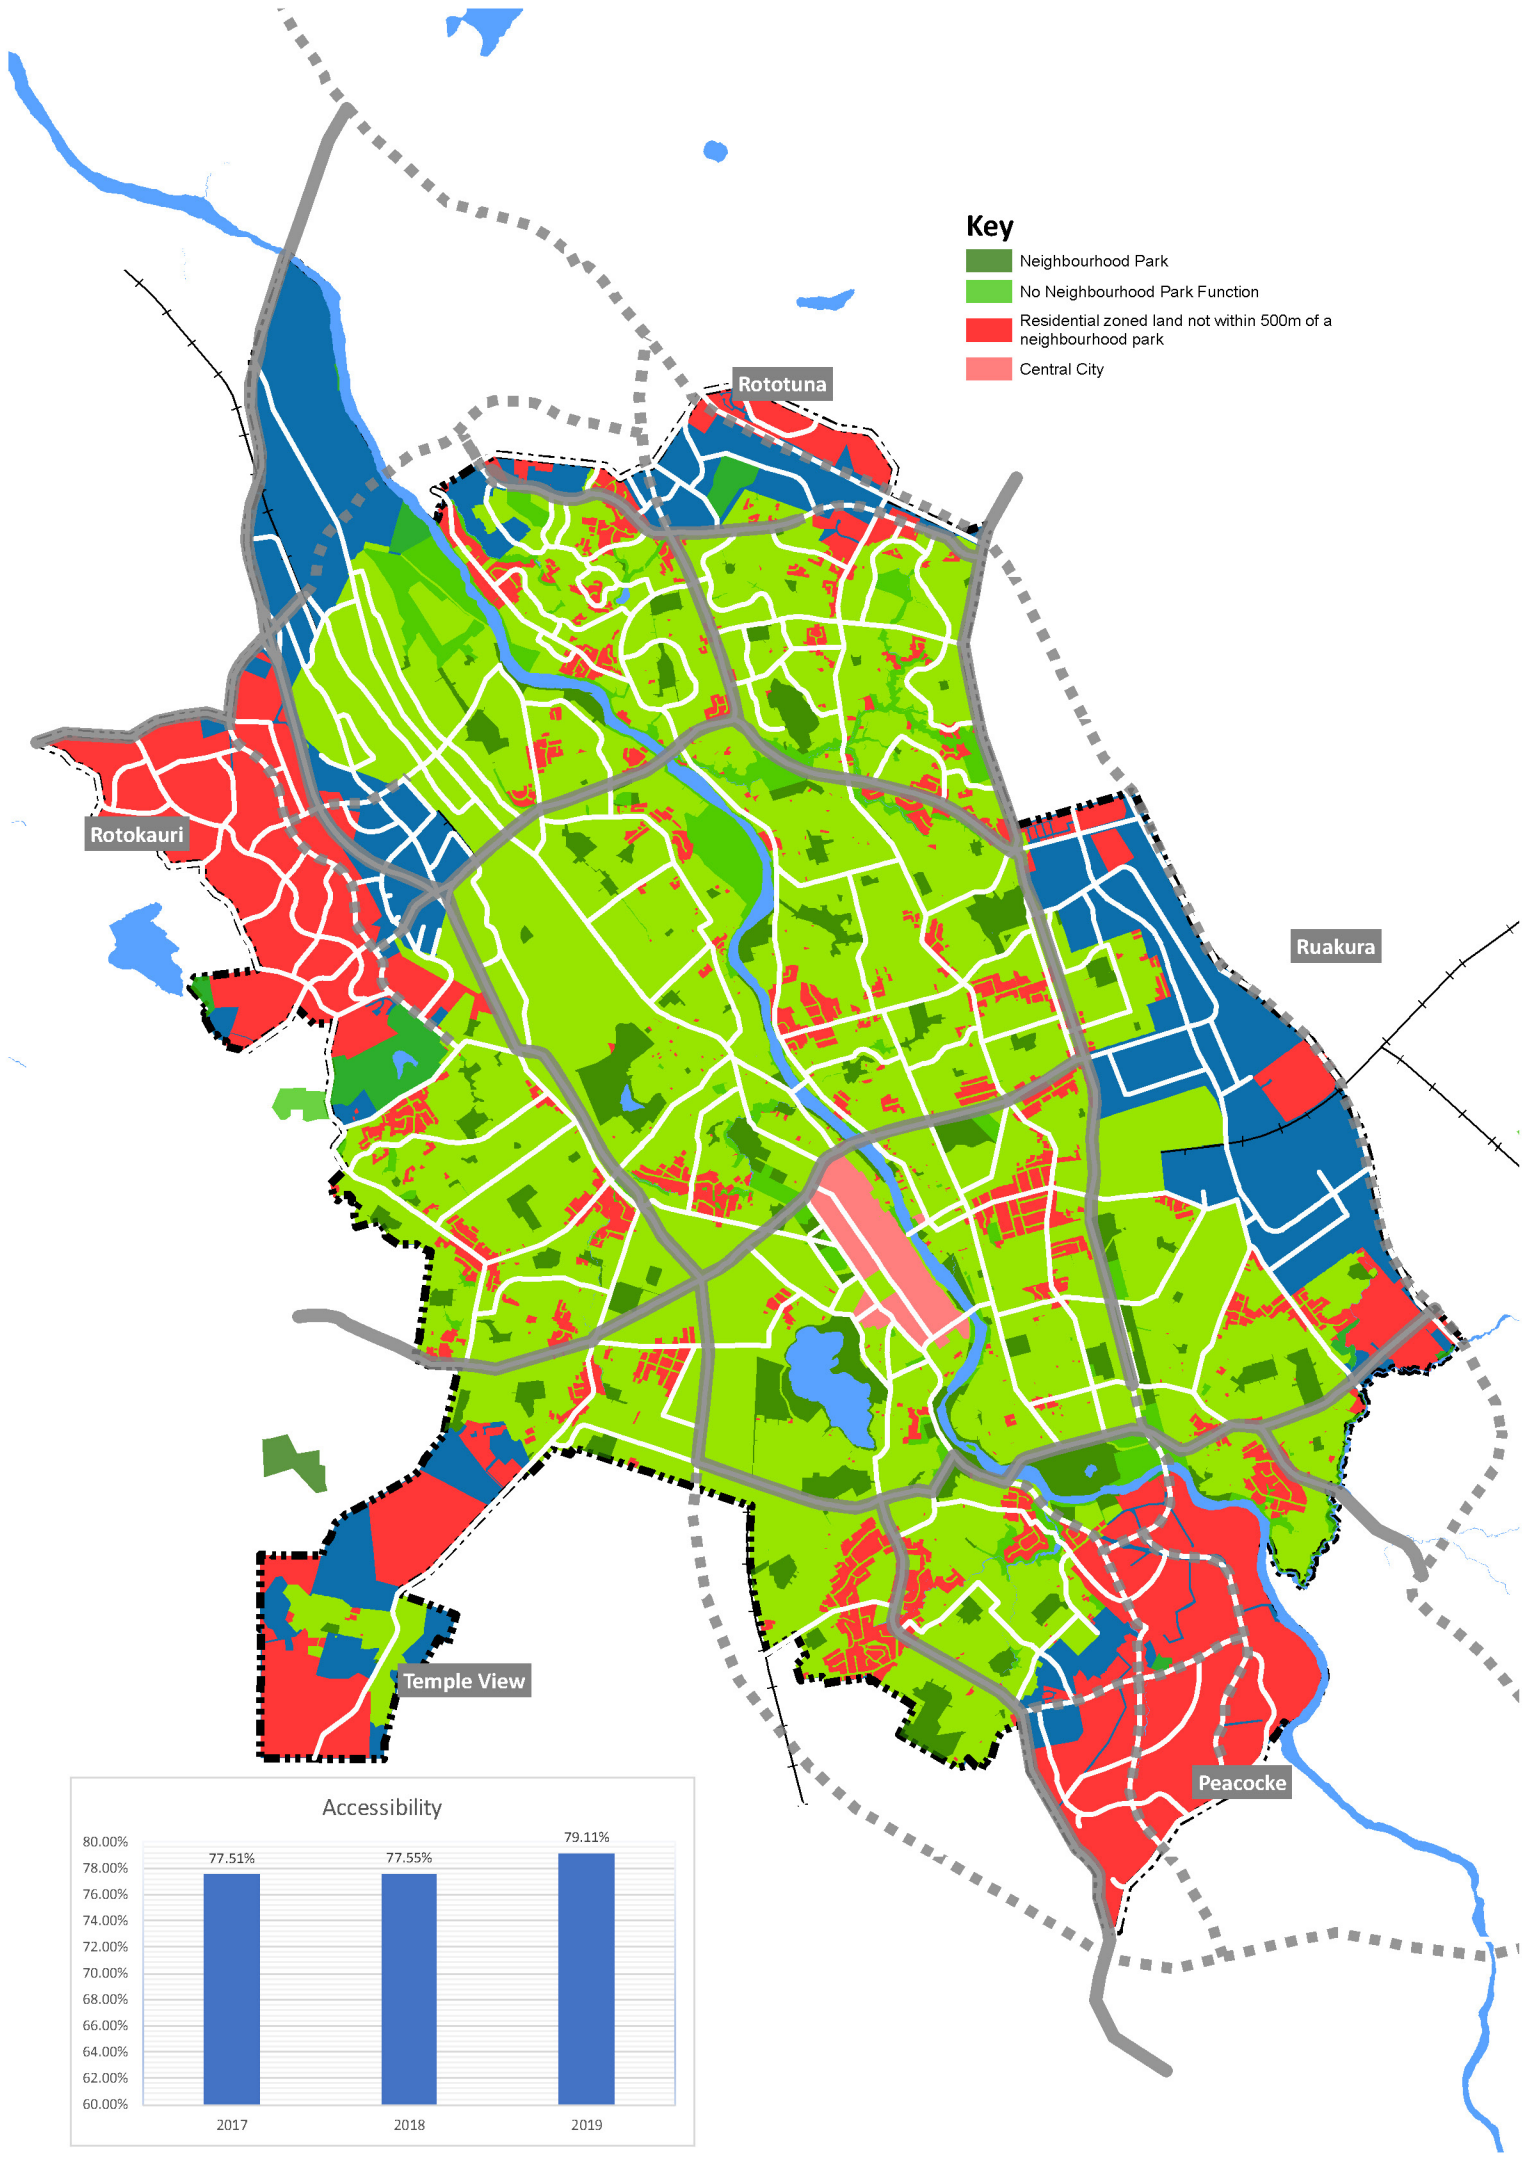 Key
Neighbourhood Park
No Neighbourhood Park Function
Residential zoned land not within 500m of a
neighbourhood park
Central City
Rototuna
Rotokauri
Ruakura
Temple View
Peacocke
Accessibility
80.00%
78.00%
76.00%
74.00%
72.00%
70.00%
68.00%
66.00%
64.00%
62.00%
60.00%
77.51%
77.55%
79.11%
2017
2018
2019